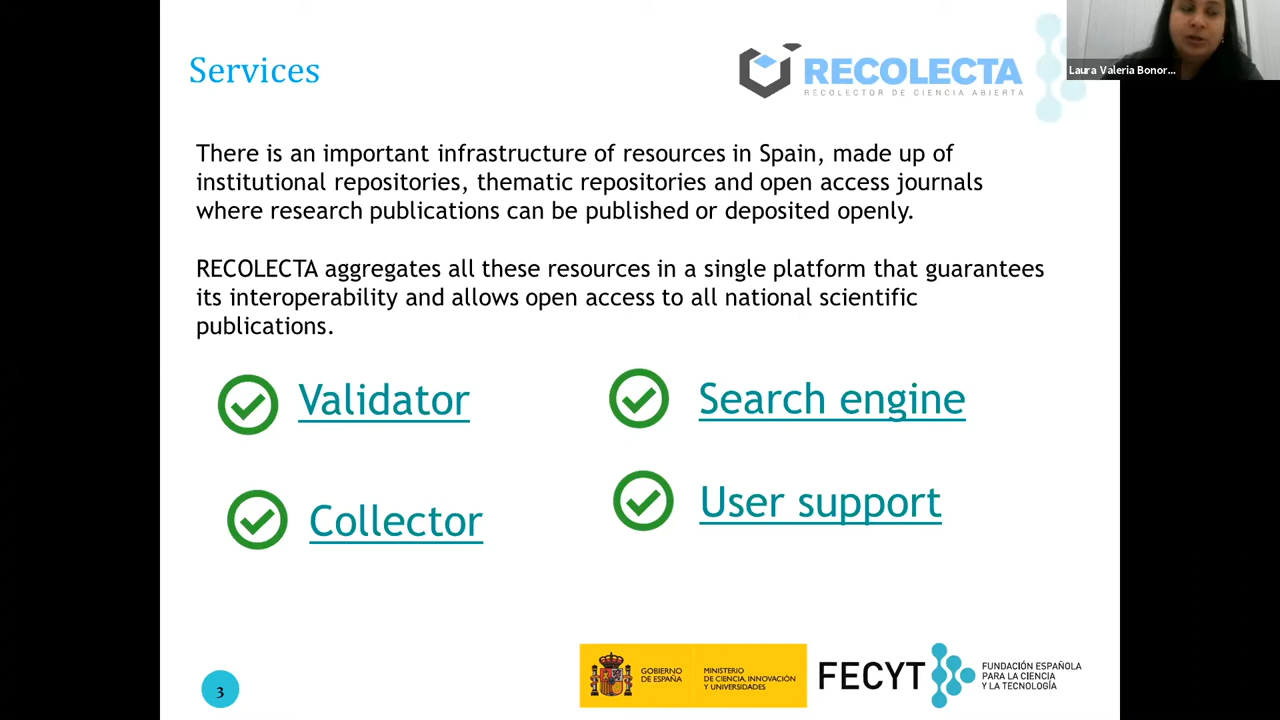 Services
RECOLECTA
RECOLECTOR DE CIENCIA ABIERTA
Laura Valeria Bonor...
There is an important infrastructure of resources in Spain, made up of
institutional repositories, thematic repositories and open access journals
where research publications can be published or deposited openly.
RECOLECTA aggregates all these resources in a single platform that guarantees
its interoperability and allows open access to all national scientific
publications.
Validator
Search engine
Collector
User support
3
GOBIERNO
DE ESPAÑA
MINISTERIO
DE CIENCIA, INNOVACIÓN
Y UNIVERSIDADES
FECYT
FUNDACIÓN ESPAÑOLA
PARA LA CIENCIA
Y LA TECNOLOGÍA